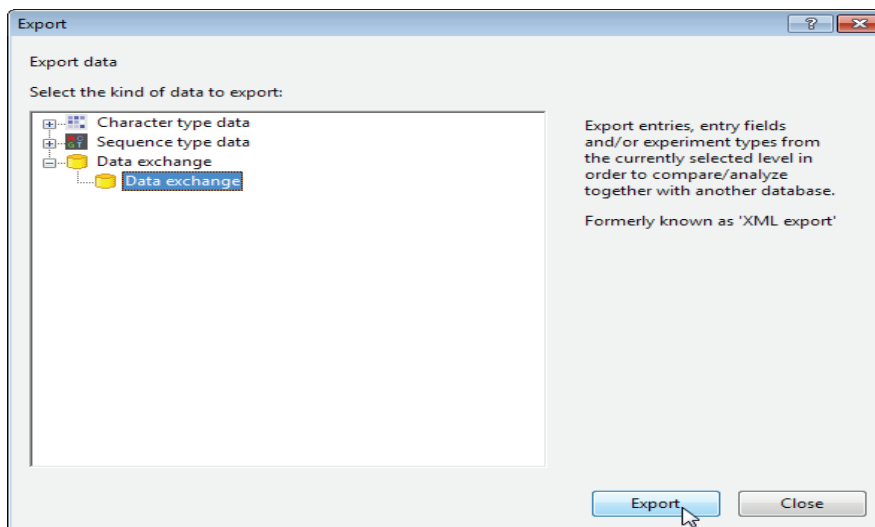 Export
Export data
Select the kind of data to export:
Character type data
Sequence type data
Data exchange
Data exchange
Export entries, entry fields
and/or experiment types from
the currently selected level in
order to compare/analyze
together with another database.
Formerly known as 'XML export'
Export
Close